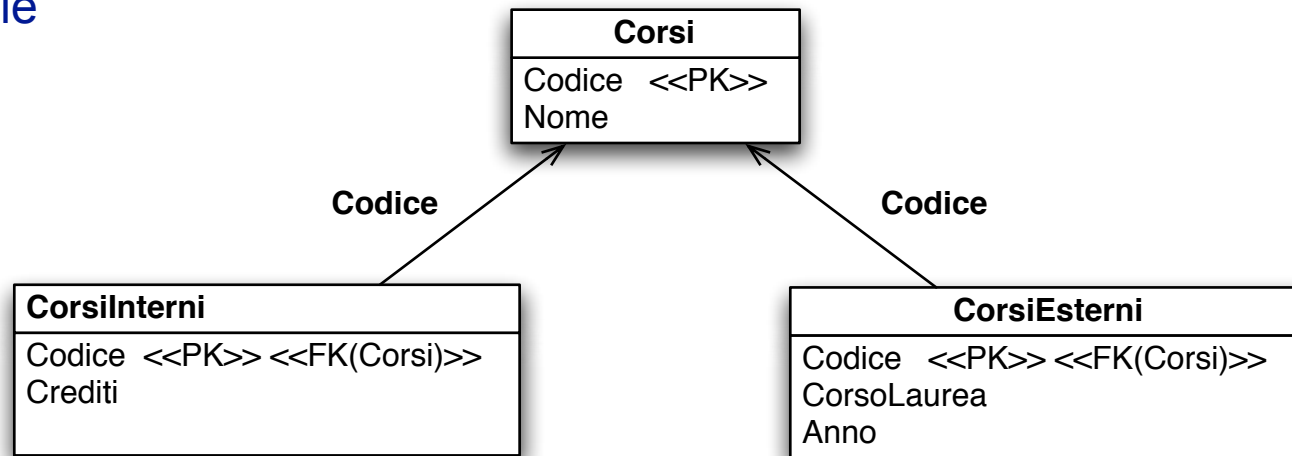 Corsi
Codice <<PK>>
Nome
Codice
Codice
CorsiInterni
Codice <<PK>> <<FK(Corsi)>>
Crediti
CorsiEsterni
Codice <<PK>> <<FK(Corsi)>>
CorsoLaurea
Anno